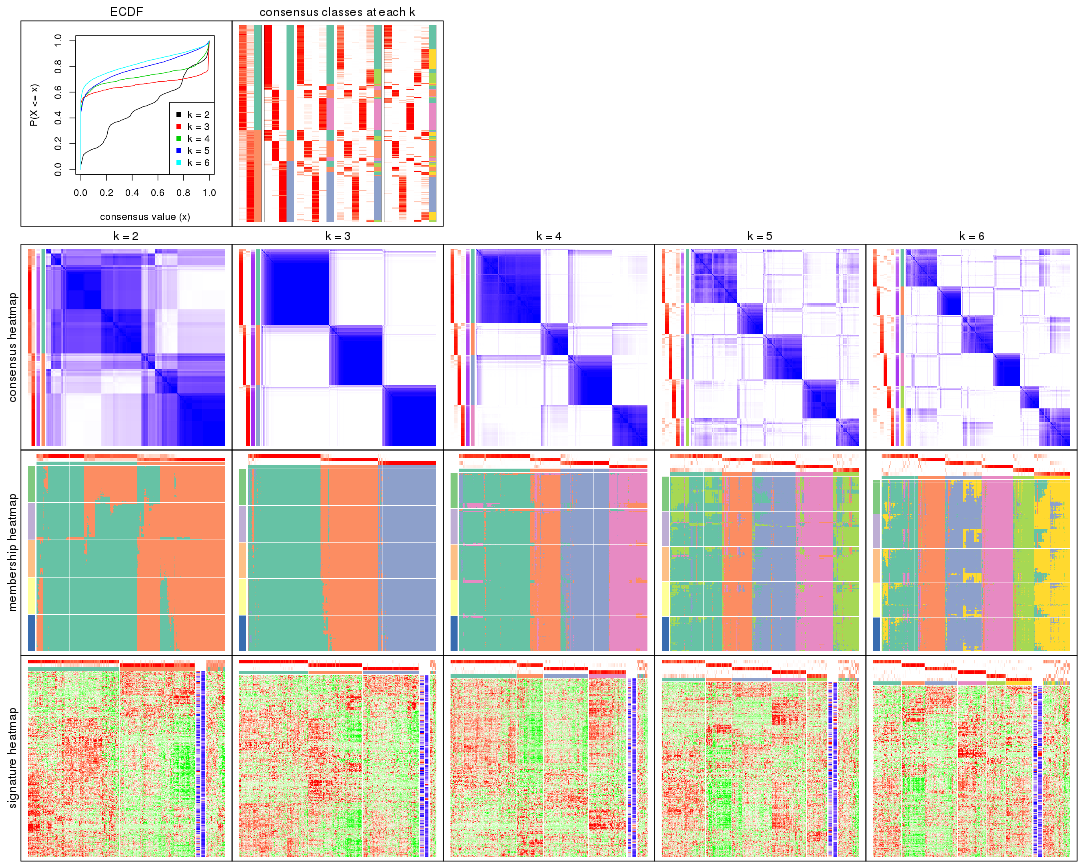 ECDF
consensus classes at each k
P(X <= x)
1.0
0.8
0.6
0.4
0.2
0.0
k = 2
k = 3
k = 4
k = 5
k = 6
0.0 0.2 0.4 0.6 0.8 1.0
consensus value (x)
k = 2
k = 3
k = 4
k = 5
k = 6
consensus heatmap
membership heatmap
signature heatmap